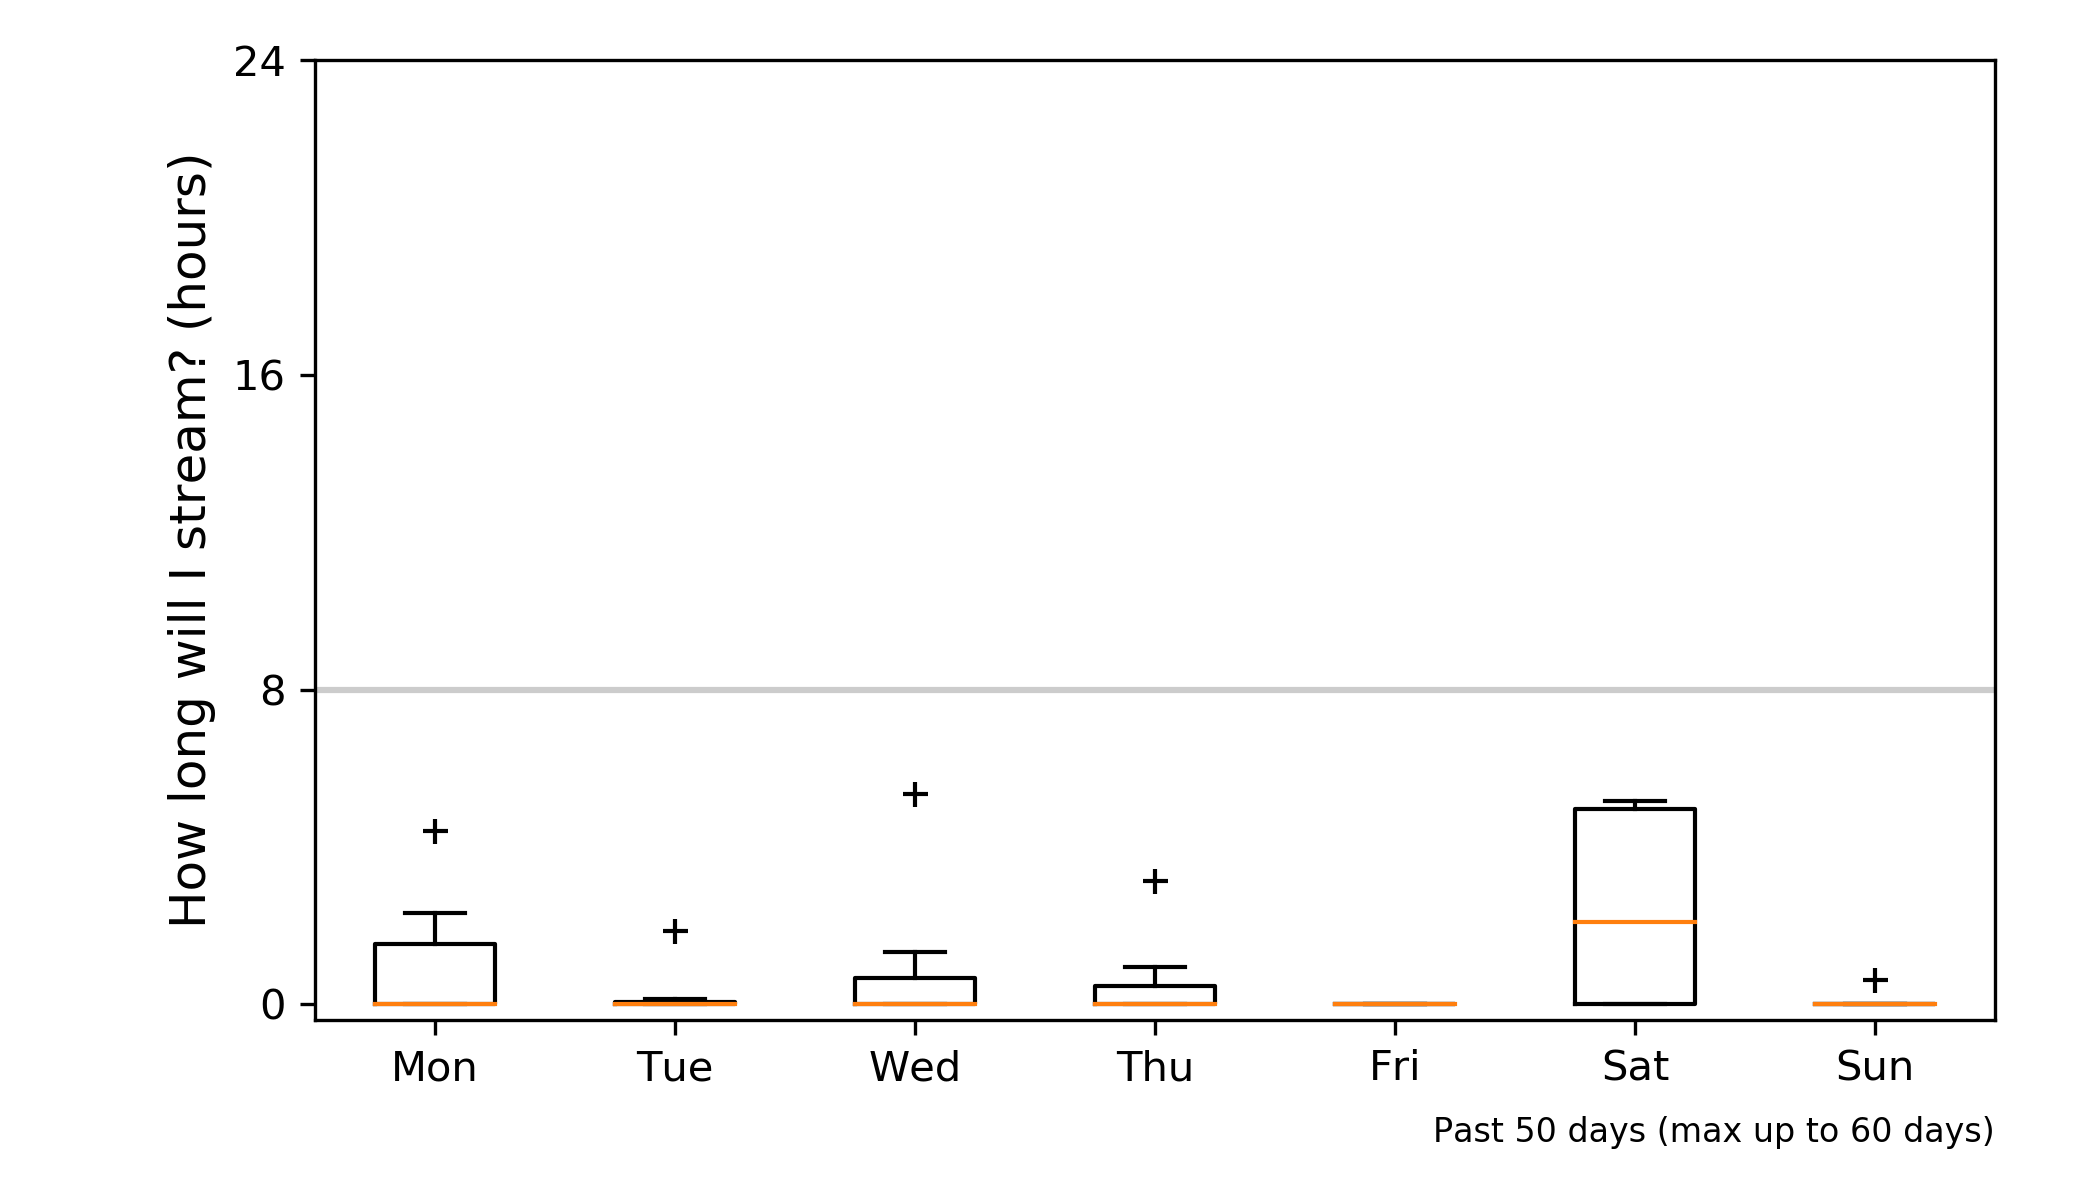 How long will I stream? (hours)
24
16
8
0
Mon Tue Wed Thu Fri Sat Sun
Past 50 days (max up to 60 days)